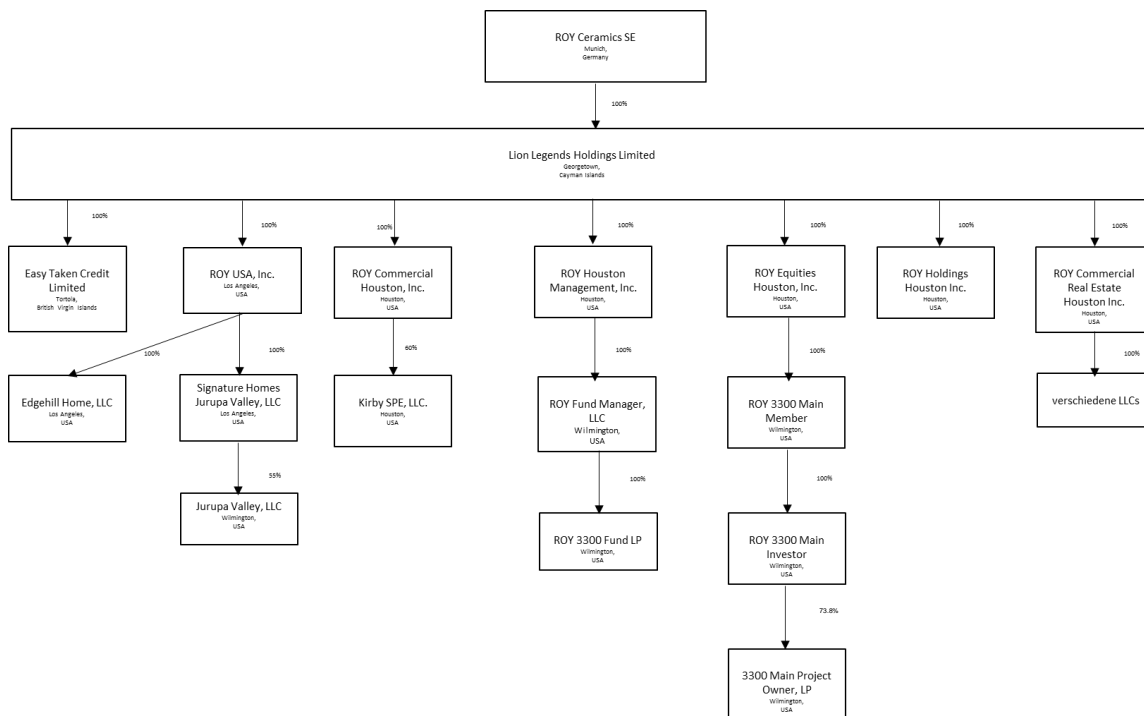 ROY Ceramics SE
Munich,
Germany
100%
Lion Legends Holdings Limited
Georgetown,
Cayman Islands
100%
100%
100%
100%
100%
100%
100%
Easy Taken Credit
Limited
Tortola,
British Virgin Islands
ROY USA, Inc.
Los Angeles,
USA
ROY Commercial
Houston, Inc.
Houston,
USA
ROY Houston
Management, Inc.
Houston,
USA
ROY Equities
Houston, Inc.
Houston,
USA
ROY Holdings
Houston Inc.
Houston,
USA
ROY Commercial
Real Estate
Houston Inc.
Houston,
USA
100%
100%
60%
100%
100%
100%
Edgehill Home, LLC
Los Angeles,
USA
Signature Homes
Jurupa Valley, LLC
Los Angeles,
USA
Kirby SPE, LLC.
Houston,
USA
ROY Fund Manager,
LLC
Wilmington,
USA
ROY 3300 Main
Member
Wilmington,
USA
verschiedene LLCs
55%
100%
100%
Jurupa Valley, LLC
Wilmington,
USA
ROY 3300 Fund LP
Wilmington,
USA
ROY 3300 Main
Investor
Wilmington,
USA
73.8%
3300 Main Project
Owner, LP
Wilmington,
USA